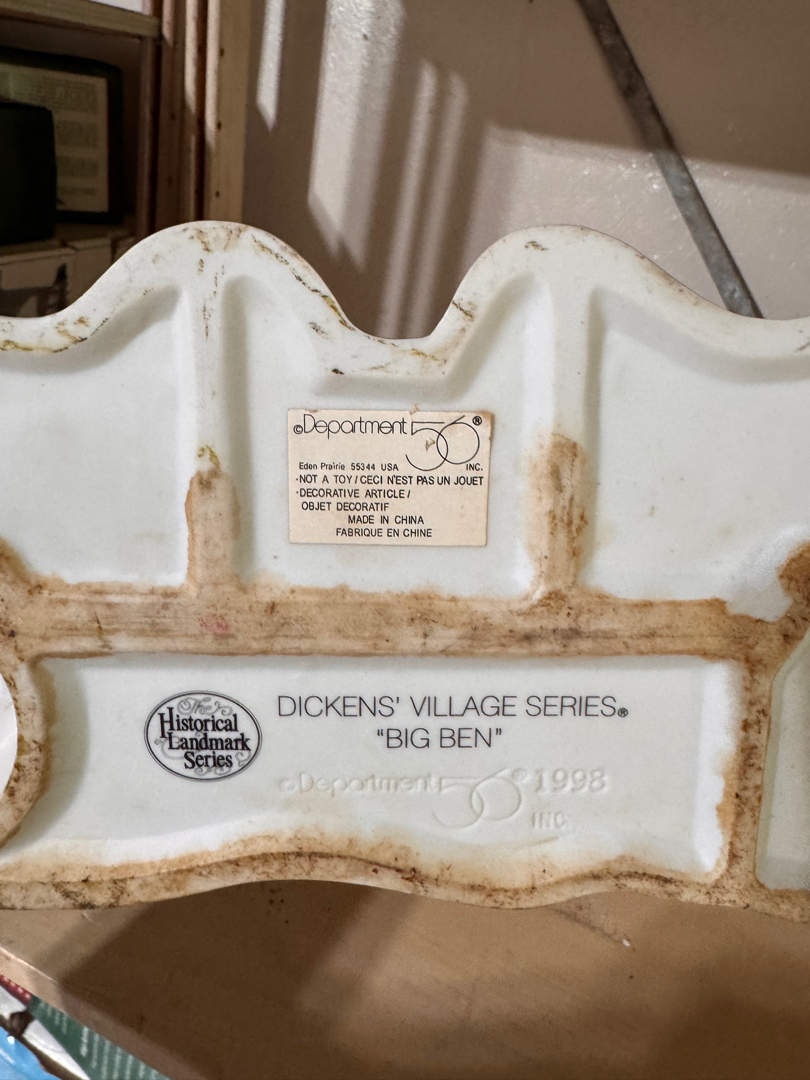 ©Department 56®
Eden Prairie 55344 USA INC.
·NOT A TOY / CECI N'EST PAS UN JOUET
·DECORATIVE ARTICLE /
OBJET DECORATIF
MADE IN CHINA
FABRIQUE EN CHINE
The
Historical
Landmark
Series
DICKENS' VILLAGE SERIES®
"BIG BEN"
©Department 56® 1998
INC.